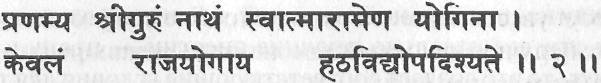 प्रणम्य श्रीगुरुं नाथं स्वात्मारामेण योगिना ।
केवलं राजयोगाय हठविद्योपदिश्यते ॥ २ ॥